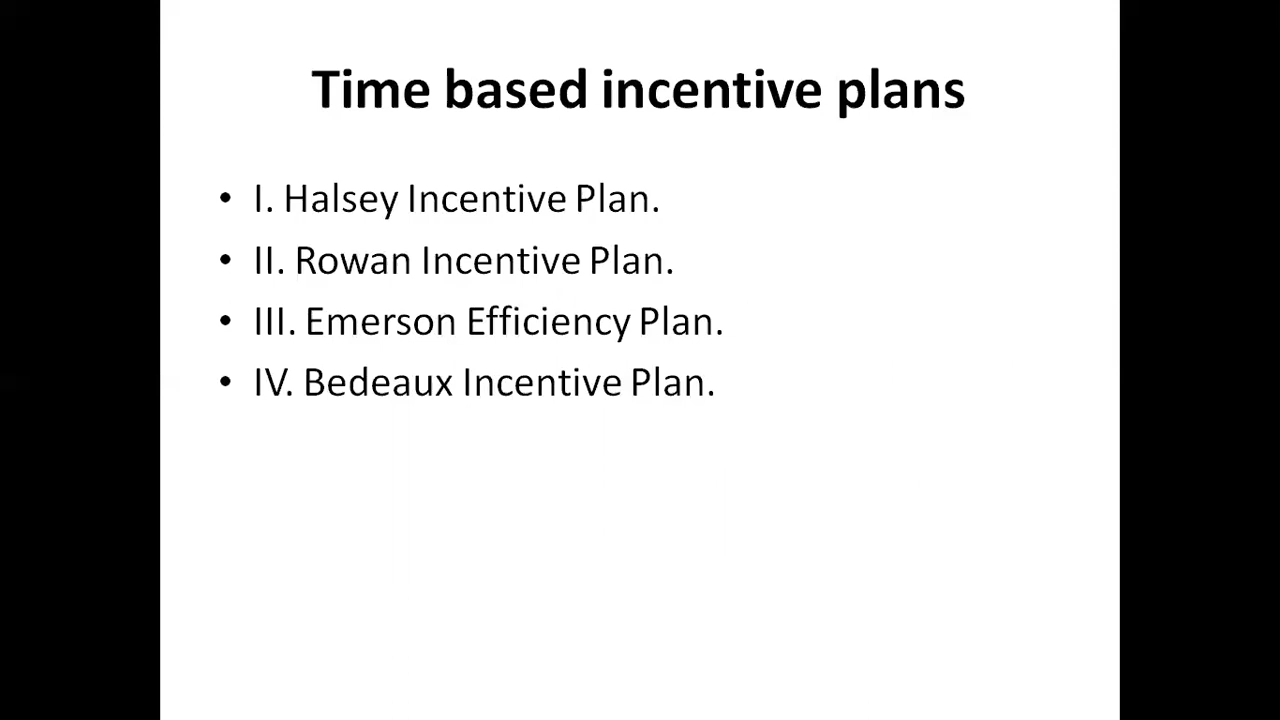 Time based incentive plans
• I. Halsey Incentive Plan.
• II. Rowan Incentive Plan.
• III. Emerson Efficiency Plan.
• IV. Bedeaux Incentive Plan.